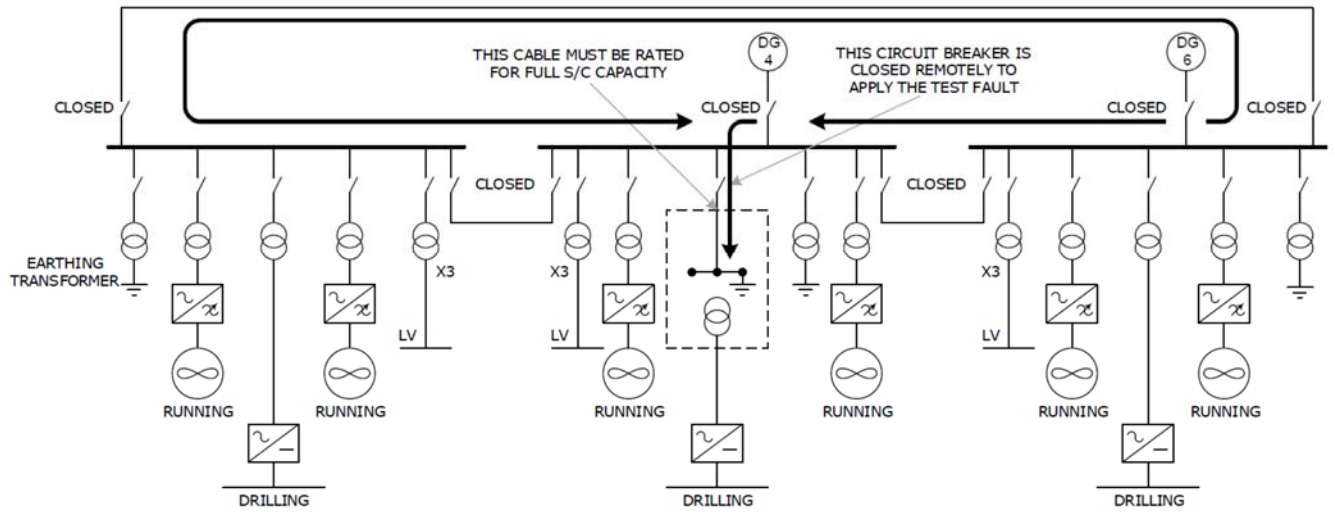 THIS CABLE MUST BE RATED
FOR FULL S/C CAPACITY
DG
4
THIS CIRCUIT BREAKER IS
CLOSED REMOTELY TO
APPLY THE TEST FAULT
DG
6
CLOSED
CLOSED
CLOSED
CLOSED
CLOSED
CLOSED
EARTHING
TRANSFORMER
X3
X3
X3
LV
LV
LV
RUNNING
RUNNING
RUNNING
RUNNING
RUNNING
RUNNING
DRILLING
DRILLING
DRILLING